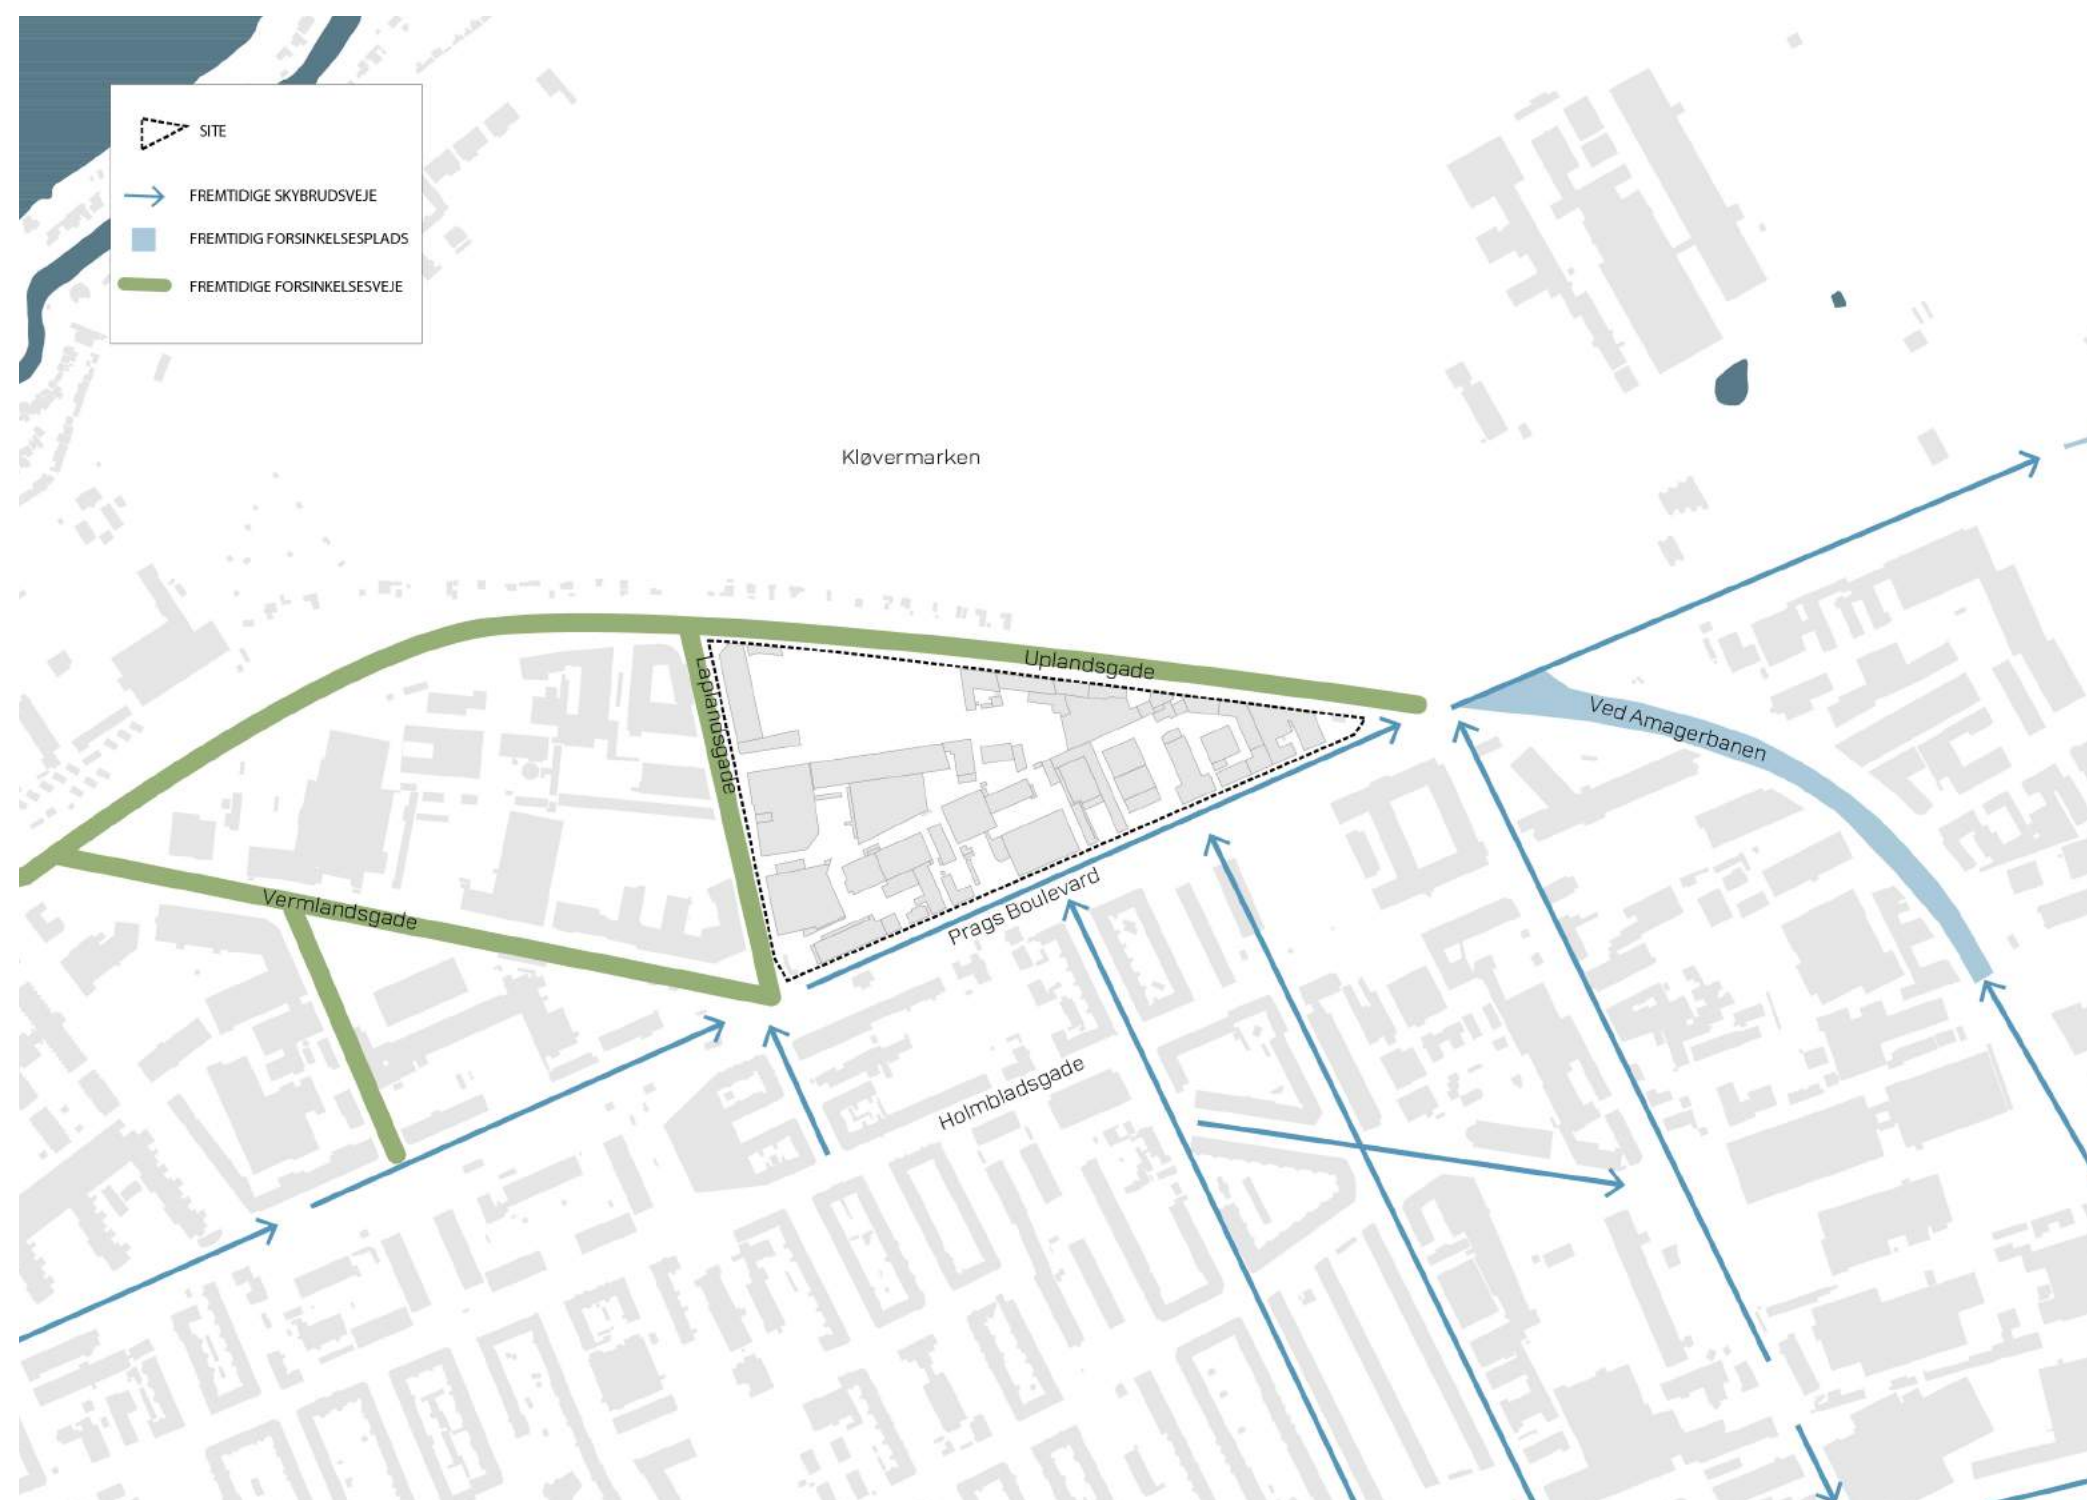 SITE
FREMTIDIGE SKYBRUDSVEJE
FREMTIDIG FORSINKELSESPLADS
FREMTIDIGE FORSINKELSESVEJE
Kløvermarken
Uplandsgade
Laplandsgade
Ved Amagerbanen
Vermlandsgade
Prags Boulevard
Holmbladsgade